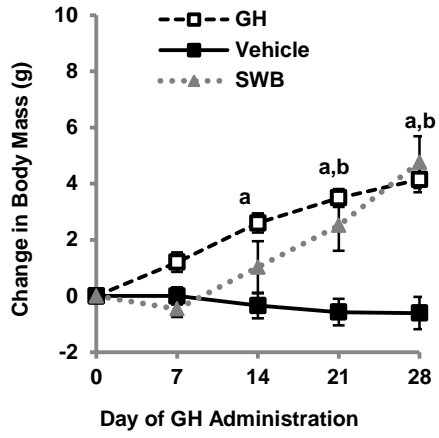 GH
Vehicle
SWB
Change in Body Mass (g)
10
8
6
4
2
0
-2
a
a,b
a,b
0 7 14 21 28
Day of GH Administration